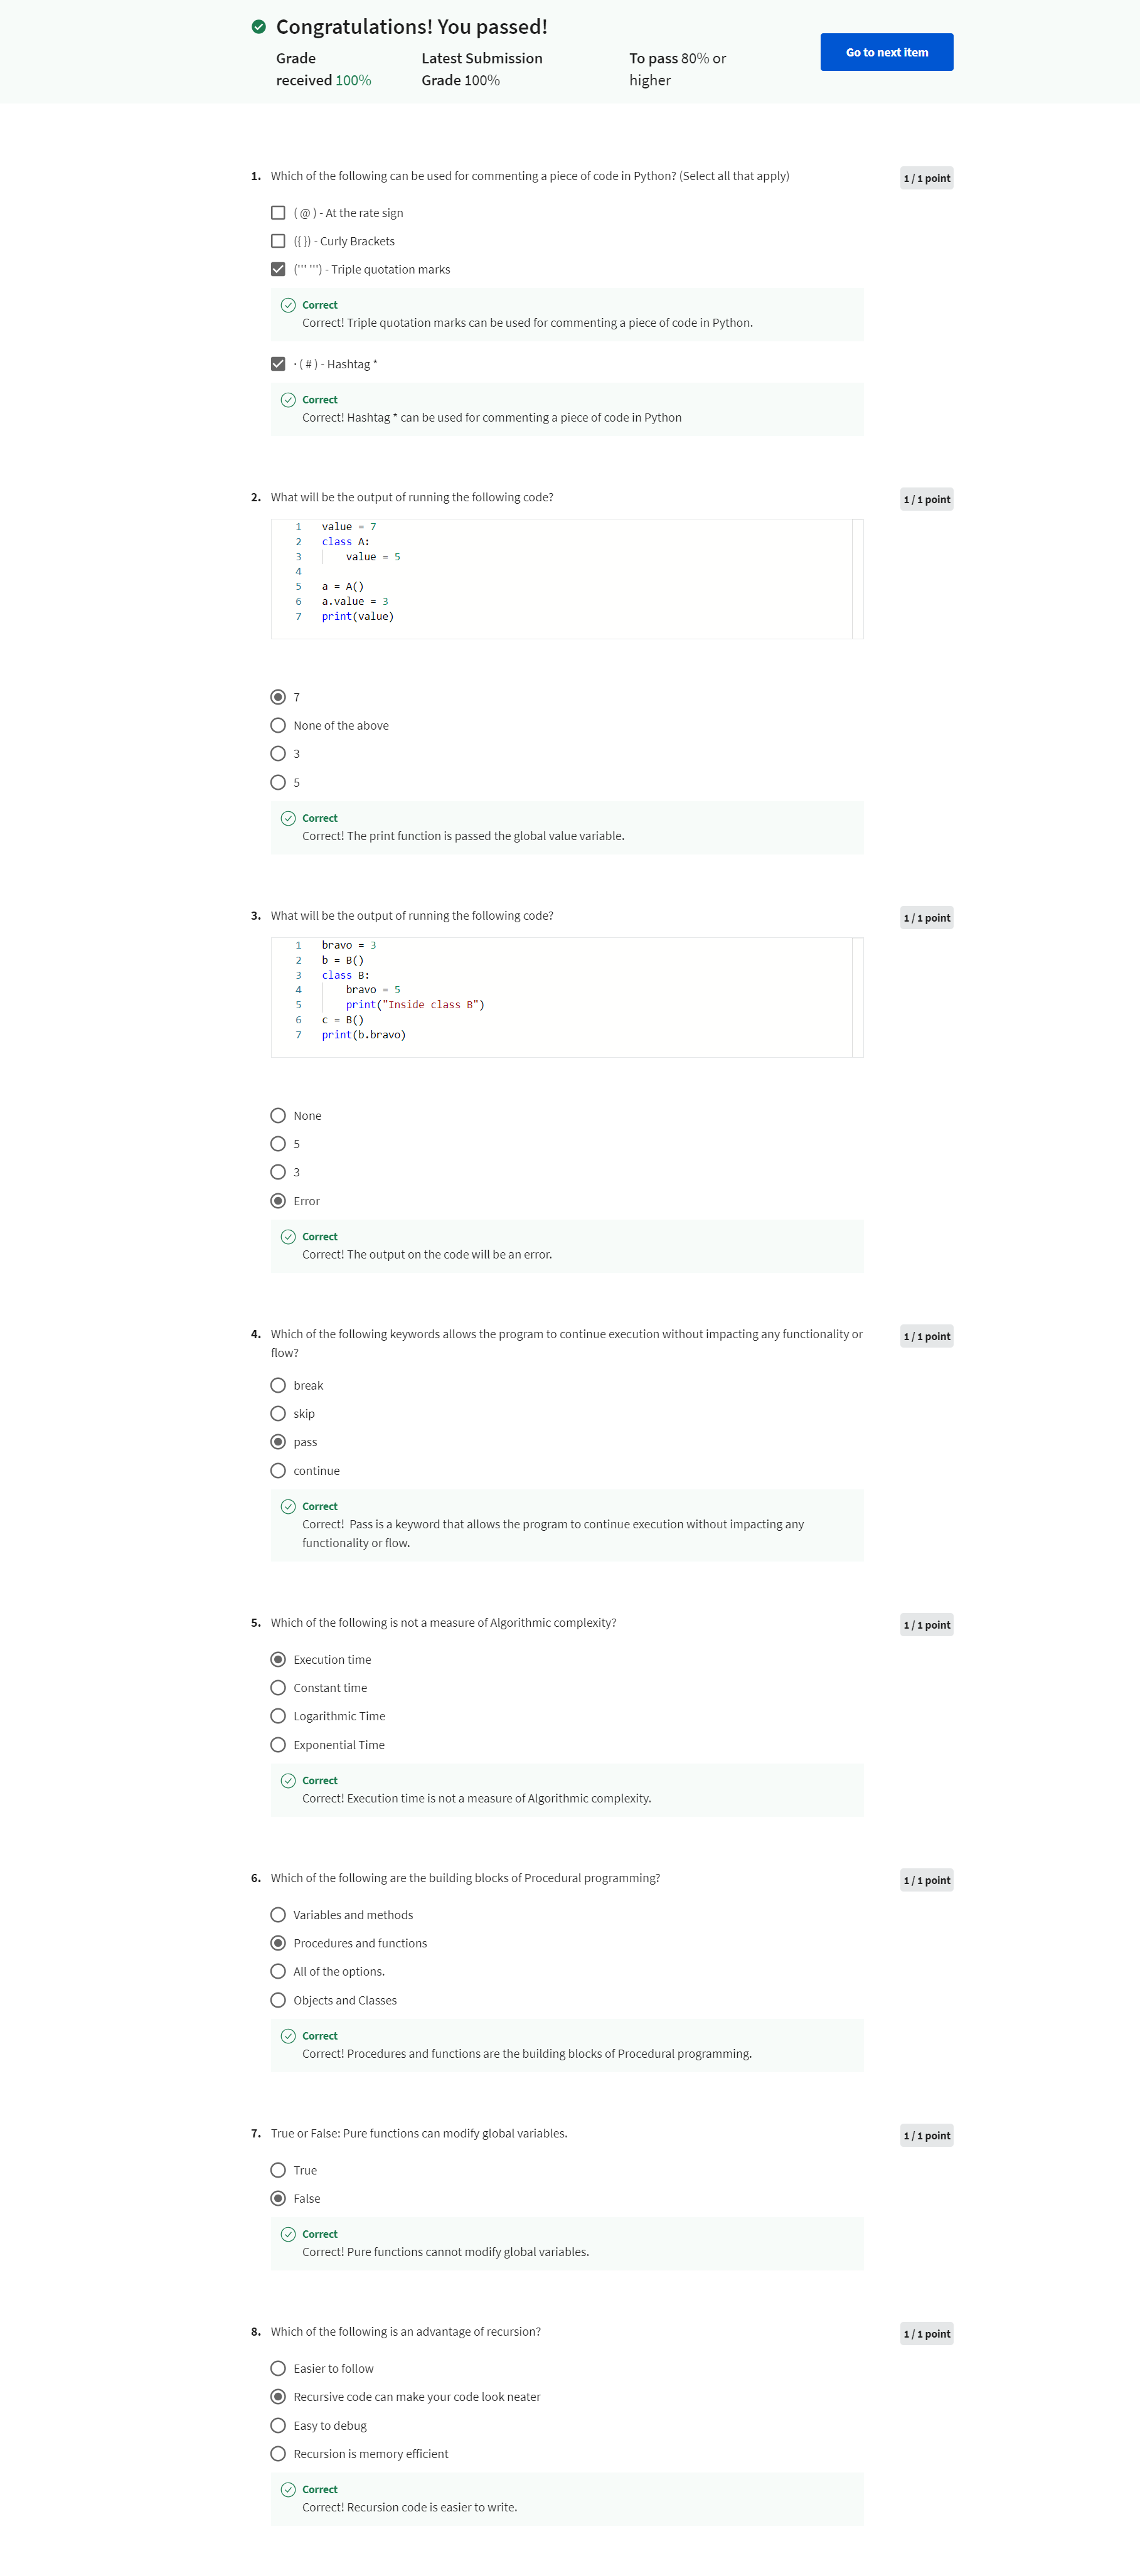 Congratulations! You passed!
Grade
received 100%
Latest Submission
Grade 100%
To pass 80% or
higher
Go to next item
1. Which of the following can be used for commenting a piece of code in Python? (Select all that apply)
1 / 1 point
( @ ) - At the rate sign
({ }) - Curly Brackets
(''' ''') - Triple quotation marks
Correct
Correct! Triple quotation marks can be used for commenting a piece of code in Python.
· ( # ) - Hashtag *
Correct
Correct! Hashtag * can be used for commenting a piece of code in Python
2. What will be the output of running the following code?
1 / 1 point
1 value = 7
2 class A:
3     value = 5
4
5 a = A()
6 a.value = 3
7 print(value)
7
None of the above
3
5
Correct
Correct! The print function is passed the global value variable.
3. What will be the output of running the following code?
1 / 1 point
1 bravo = 3
2 b = B()
3 class B:
4     bravo = 5
5     print("Inside class B")
6 c = B()
7 print(b.bravo)
None
5
3
Error
Correct
Correct! The output on the code will be an error.
4. Which of the following keywords allows the program to continue execution without impacting any functionality or
flow?
1 / 1 point
break
skip
pass
continue
Correct
Correct!  Pass is a keyword that allows the program to continue execution without impacting any
functionality or flow.
5. Which of the following is not a measure of Algorithmic complexity?
1 / 1 point
Execution time
Constant time
Logarithmic Time
Exponential Time
Correct
Correct! Execution time is not a measure of Algorithmic complexity.
6. Which of the following are the building blocks of Procedural programming?
1 / 1 point
Variables and methods
Procedures and functions
All of the options.
Objects and Classes
Correct
Correct! Procedures and functions are the building blocks of Procedural programming.
7. True or False: Pure functions can modify global variables.
1 / 1 point
True
False
Correct
Correct! Pure functions cannot modify global variables.
8. Which of the following is an advantage of recursion?
1 / 1 point
Easier to follow
Recursive code can make your code look neater
Easy to debug
Recursion is memory efficient
Correct
Correct! Recursion code is easier to write.